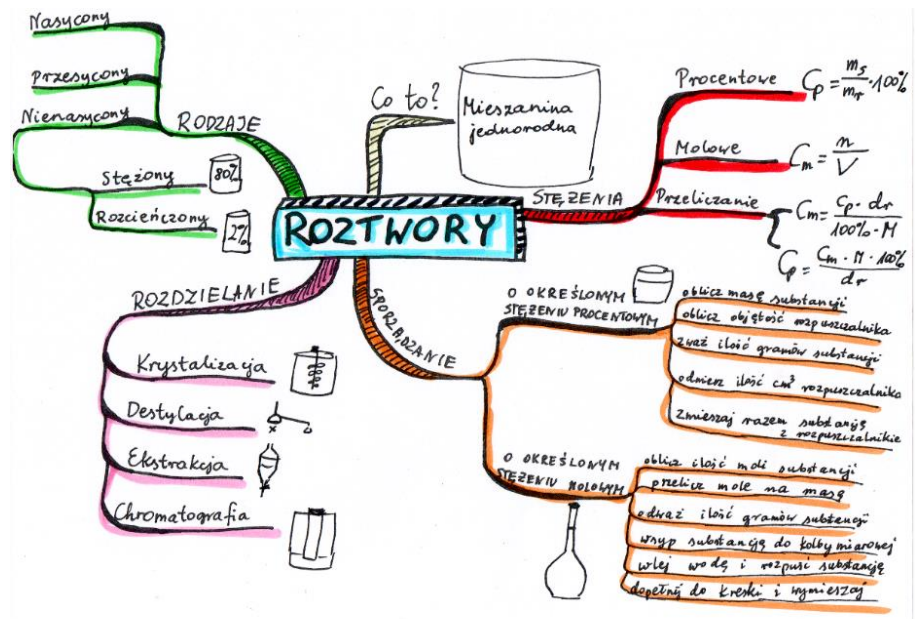 ROZTWORY
Co to?
Mieszanina
jednorodna
RODZAJE
Nasycony
Przesycony
Nienasycony
Stężony
80%
Rozcieńczony
2%
STĘŻENIA
Procentowe
Cp = ms/mr · 100%
Molowe
Cm = n/V
Przeliczanie
Cm = Cp · dr / 100% · M
Cp = Cm · M · 100% / dr
ROZDZIELANIE
Krystalizacja
Destylacja
Ekstrakcja
Chromatografia
SPORZĄDZANIE
O OKREŚLONYM
STĘŻENIU PROCENTOWYM
oblicz masę substancji
oblicz objętość rozpuszczalnika
zważ ilość gramów substancji
odmierz ilość cm³ rozpuszczalnika
zmieszaj razem substancję
z rozpuszczalnikie
O OKREŚLONYM
STĘŻENIU MOLOWYM
oblicz ilość moli substancji
przelicz mole na masę
odważ ilość gramów substancji
wsyp substancję do kolby miarowej
wlej wodę i rozpuść substancję
dopełnij do kreski i wymieszaj